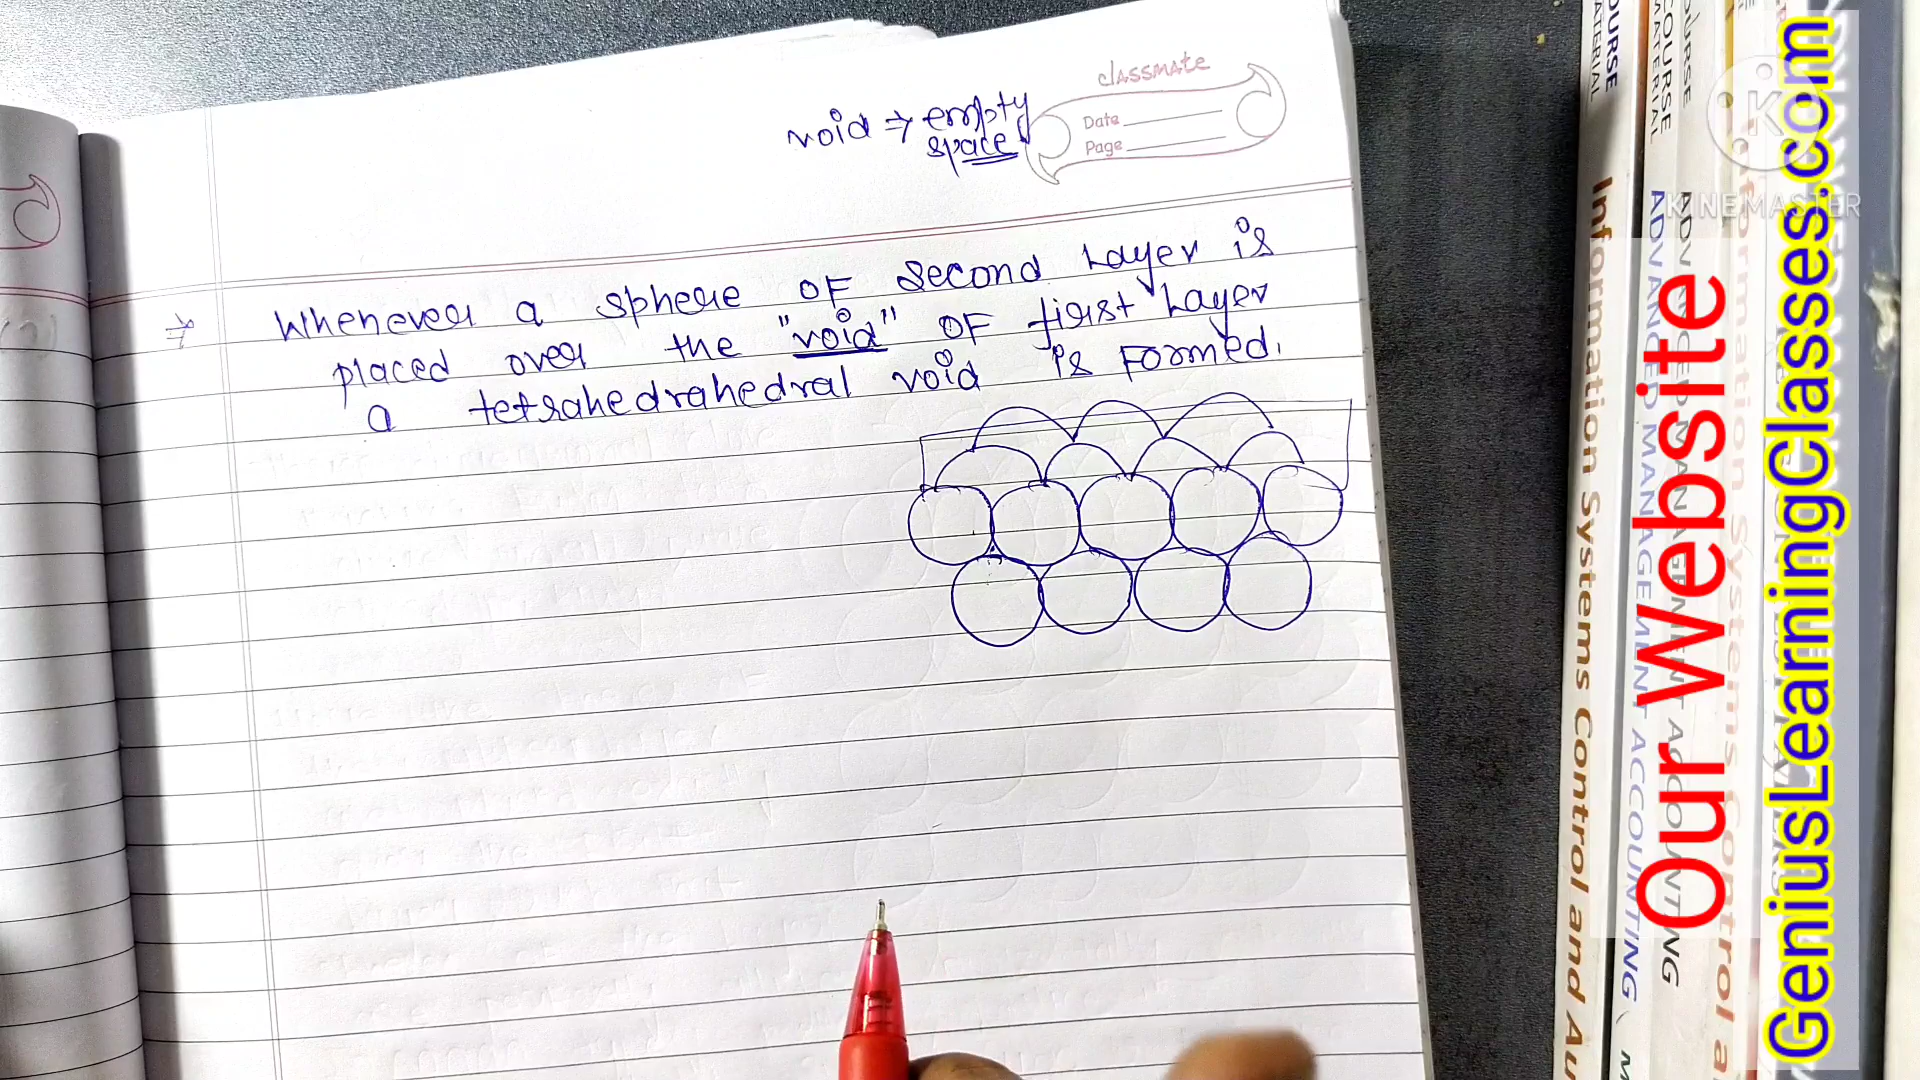 classmate
Date
Page
void ⇒ empty
space
Whenever a sphere OF second Layer is
placed over the "void" OF first Layer
a tetrahedrahedral void is Formed.
OURSE
MATERIAL
COURSE
MATERIAL
KINEMASTER
Information Systems Control and Au
ADVANCED MANAGEMENT ACCOUNTING
Our Website
GeniusLearningClasses.com